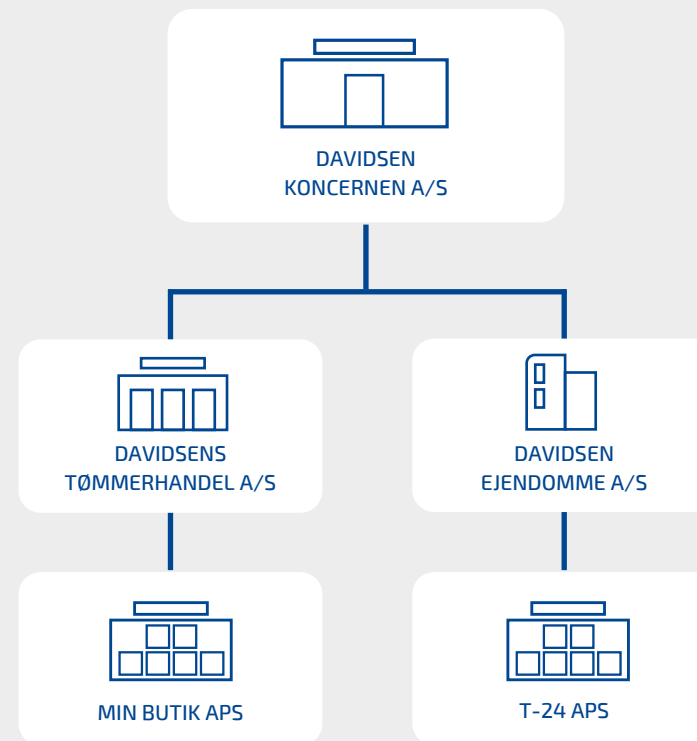 DAVIDSEN
KONCERNEN A/S
DAVIDSENS
TØMMERHANDEL A/S
DAVIDSEN
EJENDOMME A/S
MIN BUTIK APS
T-24 APS